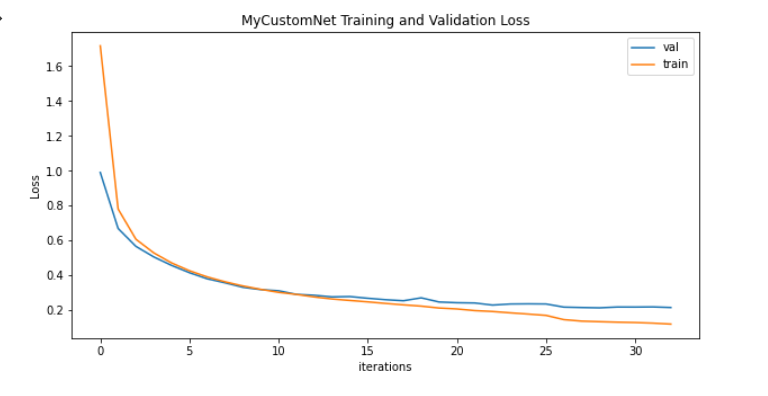 MyCustomNet Training and Validation Loss
val
train
Loss
1.6
1.4
1.2
1.0
0.8
0.6
0.4
0.2
0 5 10 15 20 25 30
iterations